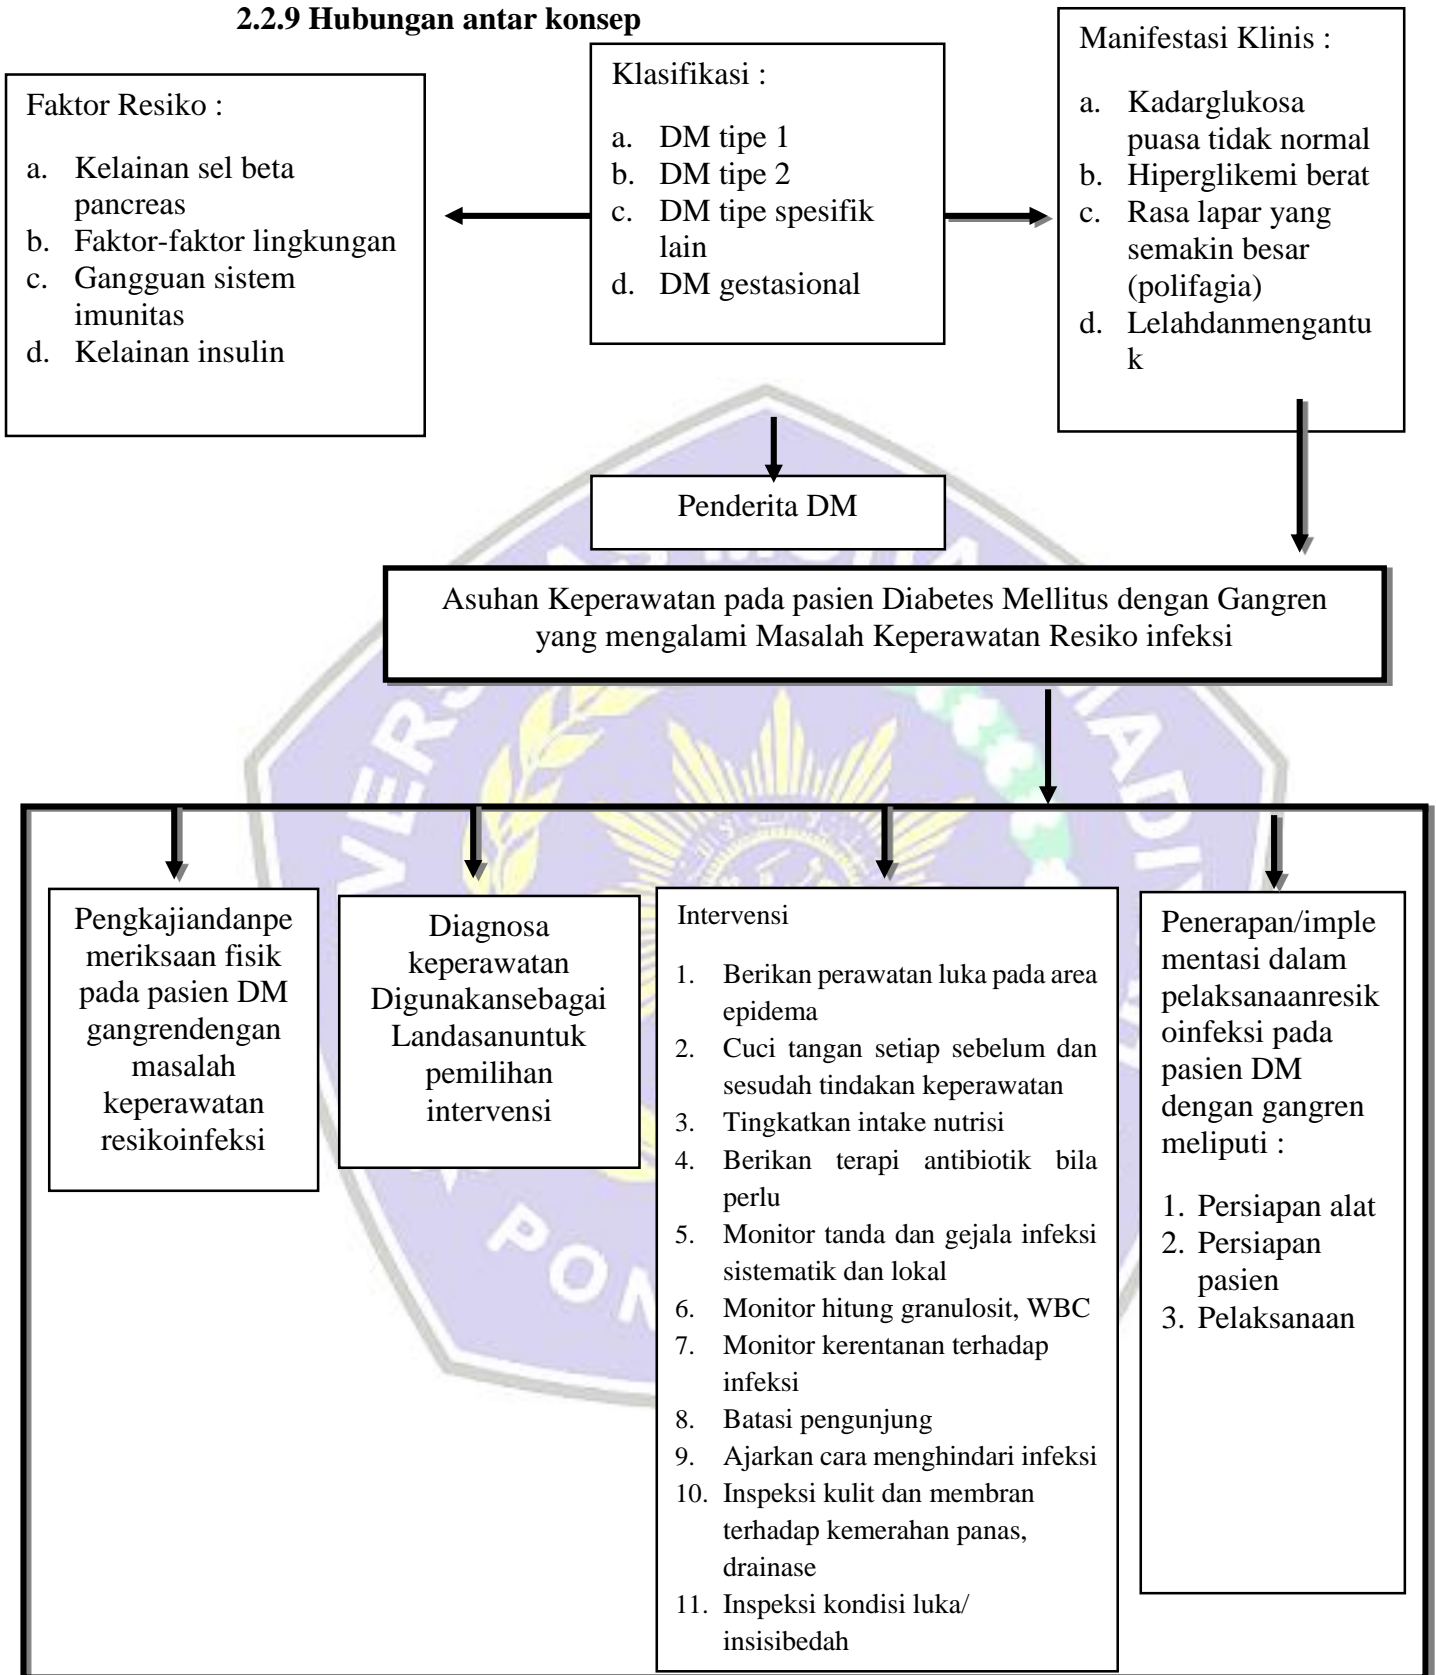 2.2.9 Hubungan antar konsep
Faktor Resiko :
a. Kelainan sel beta
pancreas
b. Faktor-faktor lingkungan
c. Gangguan sistem
imunitas
d. Kelainan insulin
Klasifikasi :
a. DM tipe 1
b. DM tipe 2
c. DM tipe spesifik
lain
d. DM gestasional
Manifestasi Klinis :
a. Kadarglukosa
puasa tidak normal
b. Hiperglikemi berat
c. Rasa lapar yang
semakin besar
(polifagia)
d. Lelahdanmengantu
k
Penderita DM
Asuhan Keperawatan pada pasien Diabetes Mellitus dengan Gangren
yang mengalami Masalah Keperawatan Resiko infeksi
Pengkajiandanpe
meriksaan fisik
pada pasien DM
gangrendengan
masalah
keperawatan
resikoinfeksi
Diagnosa
keperawatan
Digunakansebagai
Landasanuntuk
pemilihan
intervensi
Intervensi
1. Berikan perawatan luka pada area
epidema
2. Cuci tangan setiap sebelum dan
sesudah tindakan keperawatan
3. Tingkatkan intake nutrisi
4. Berikan terapi antibiotik bila
perlu
5. Monitor tanda dan gejala infeksi
sistematik dan lokal
6. Monitor hitung granulosit, WBC
7. Monitor kerentanan terhadap
infeksi
8. Batasi pengunjung
9. Ajarkan cara menghindari infeksi
10. Inspeksi kulit dan membran
terhadap kemerahan panas,
drainase
11. Inspeksi kondisi luka/
insisibedah
Penerapan/imple
mentasi dalam
pelaksanaanresik
oinfeksi pada
pasien DM
dengan gangren
meliputi :
1. Persiapan alat
2. Persiapan
pasien
3. Pelaksanaan